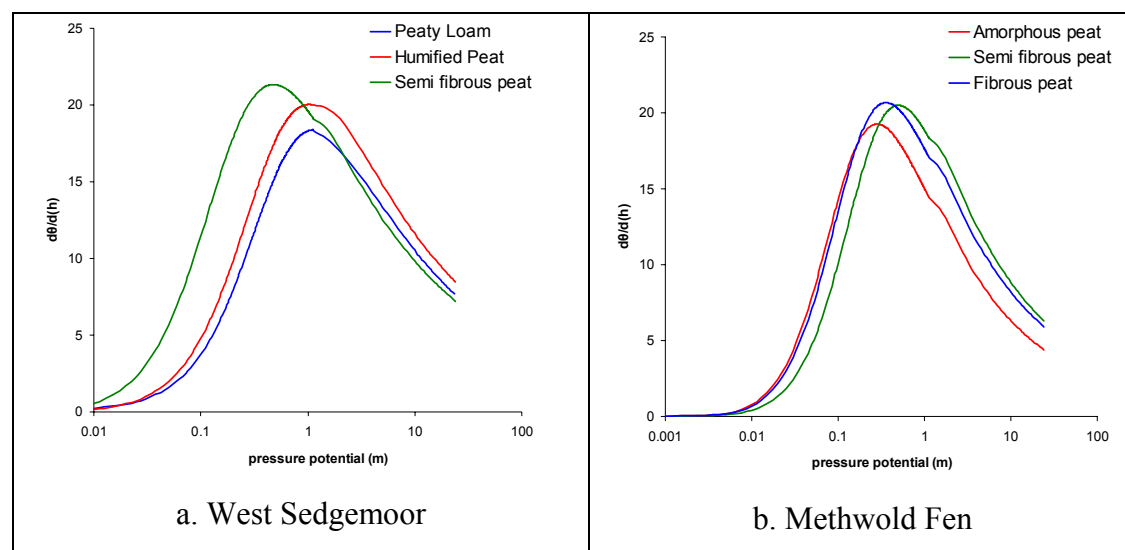 Peaty Loam
Humified Peat
Semi fibrous peat
25
20
15
10
5
0
dθ/d(h)
0.01
0.1
1
10
100
pressure potential (m)
a. West Sedgemoor
Amorphous peat
Semi fibrous peat
Fibrous peat
25
20
15
10
5
0
dθ/d(h)
0.001
0.01
0.1
1
10
100
pressure potential (m)
b. Methwold Fen